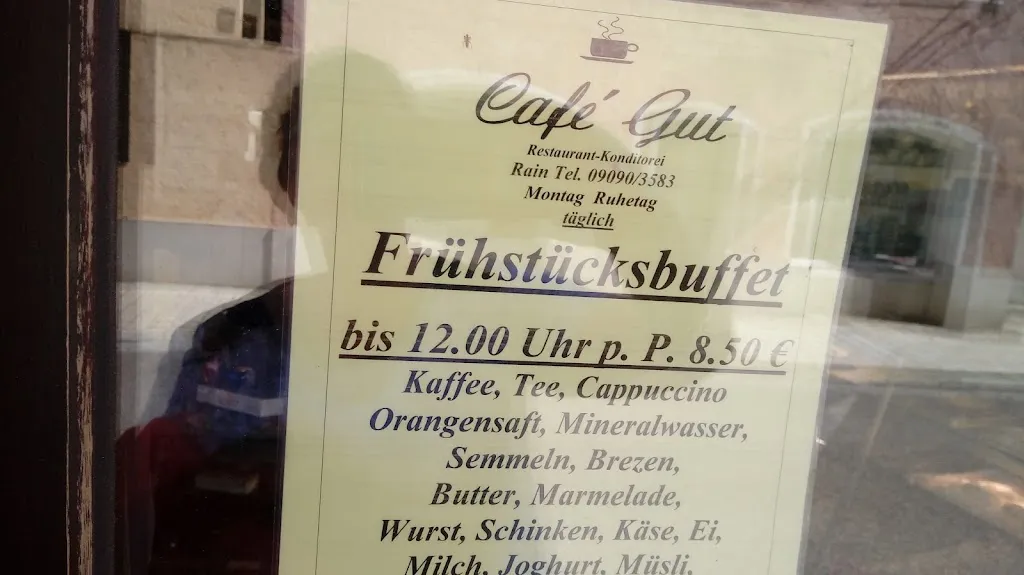 Café Gut
Restaurant-Konditorei
Rain Tel. 09090/3583
Montag Ruhetag
täglich
Frühstücksbuffet
bis 12.00 Uhr p. P. 8.50 €
Kaffee, Tee, Cappuccino
Orangensaft, Mineralwasser,
Semmeln, Brezen,
Butter, Marmelade,
Wurst, Schinken, Käse, Ei,
Milch, Joghurt, Müsli,